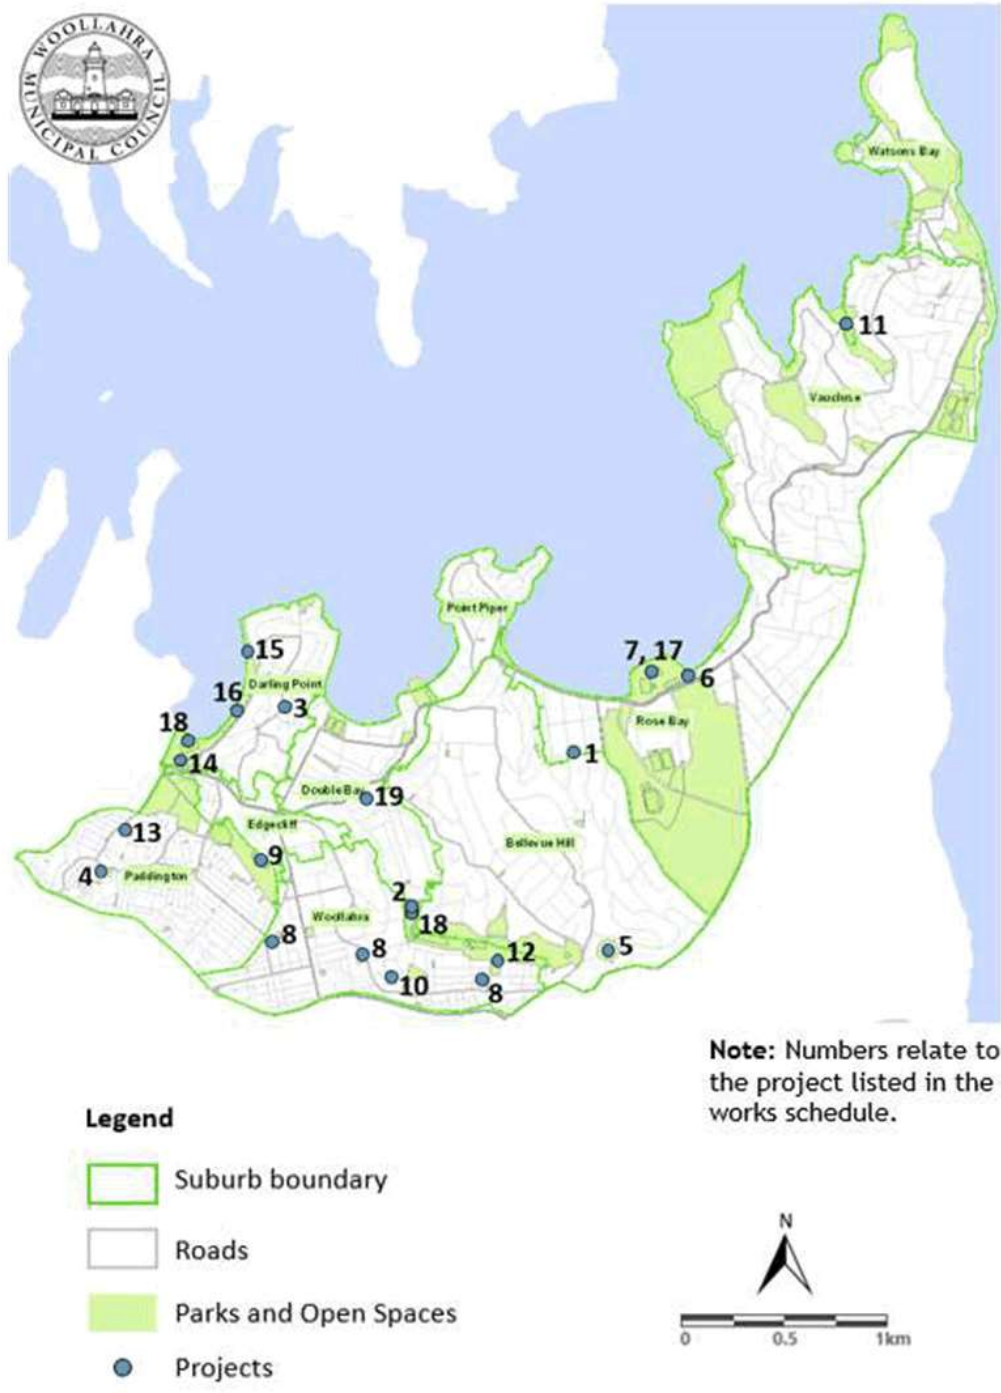 WOOLLAHRA
MUNICIPAL COUNCIL
Watsons Bay
11
Vaucluse
Point Piper
15
7, 17
Darling Point
6
16
3
Rose Bay
18
1
14
Double Bay
19
Edgecliff
13
Bellevue Hill
9
4
Paddington
2
Woollahra
18
8
8
12
5
10
8
Note: Numbers relate to
the project listed in the
works schedule.
Legend
Suburb boundary
Roads
N
Parks and Open Spaces
0 0.5 1km
Projects